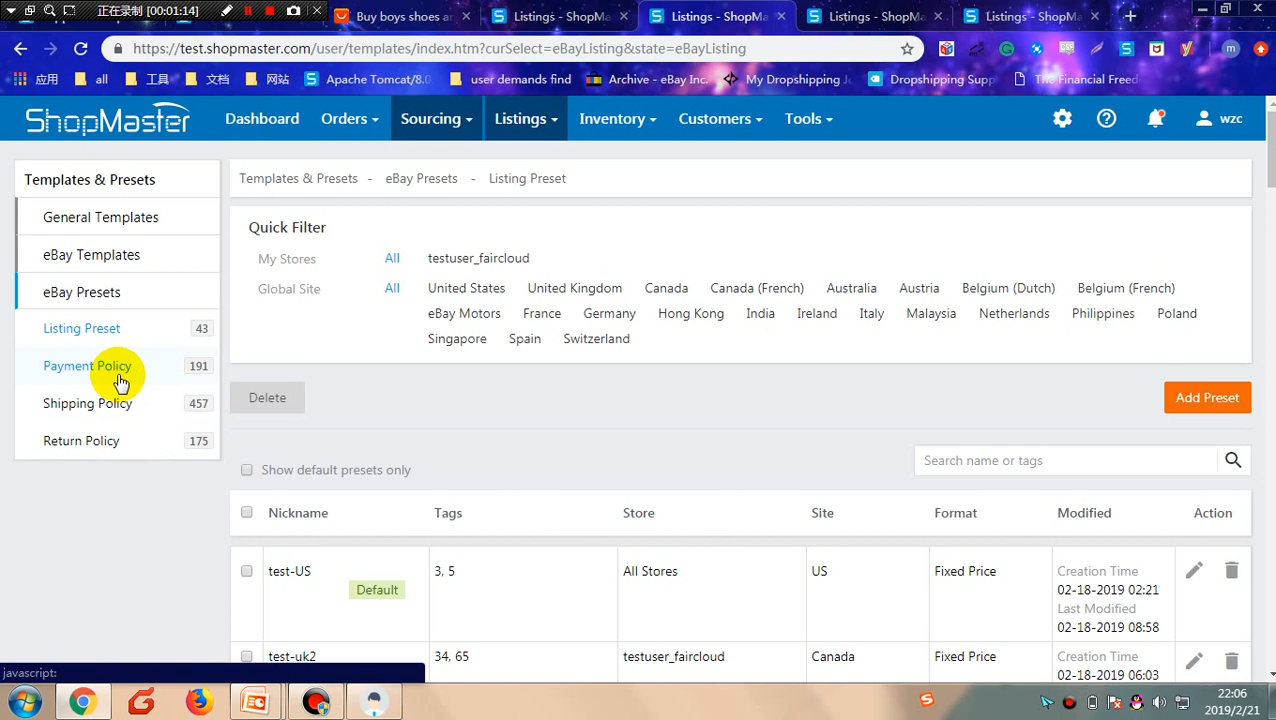 正在录制 00:01:14
Buy boys shoes a
Listings - ShopMa
Listings - ShopMas
Listings - ShopMa
Listings - ShopMa
https://test.shopmaster.com/user/templates/index.htm?curSelect=eBayListing&state=eBayListing
应用 all 工具 文档 网站 Apache Tomcat/8.0 user demands find Archive - eBay Inc. My Dropshipping Jo Dropshipping Supp The Financial Freed
ShopMaster Dashboard Orders Sourcing Listings Inventory Customers Tools wzc
Templates & Presets
General Templates
eBay Templates
eBay Presets
Listing Preset 43
Payment Policy 191
Shipping Policy 457
Return Policy 175
Templates & Presets - eBay Presets - Listing Preset
Quick Filter
My Stores All testuser_faircloud
Global Site All United States United Kingdom Canada Canada (French) Australia Austria Belgium (Dutch) Belgium (French)
eBay Motors France Germany Hong Kong India Ireland Italy Malaysia Netherlands Philippines Poland
Singapore Spain Switzerland
Delete Add Preset
Show default presets only Search name or tags
Nickname Tags Store Site Format Modified Action
test-US 3, 5 All Stores US Fixed Price Creation Time
Default 02-18-2019 02:21
Last Modified
02-18-2019 08:58
test-uk2 34, 65 testuser_faircloud Canada Fixed Price Creation Time
02-18-2019 06:03
javascript:
22:06
2019/2/21